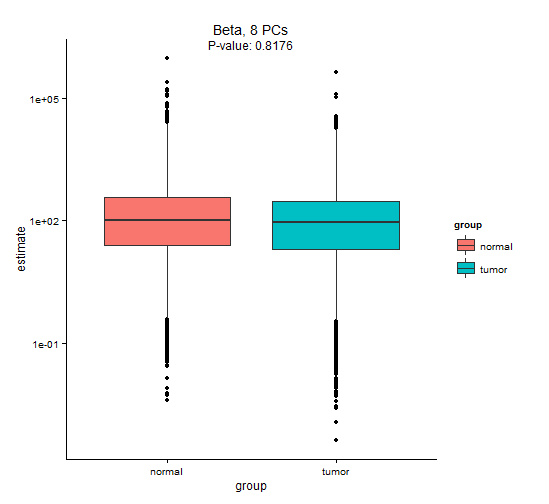 Beta, 8 PCs
P-value: 0.8176
1e+05
1e+02
1e-01
estimate
normal
tumor
group
group
normal
tumor